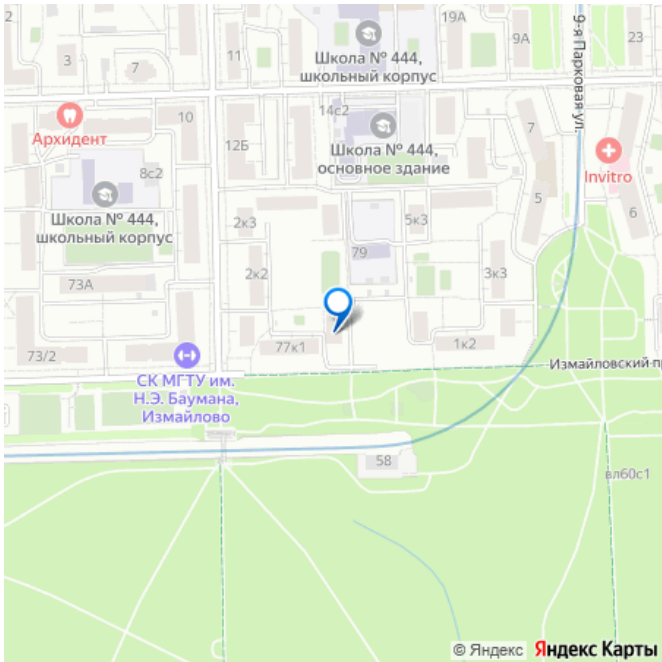 19А
9А
23
9-я Парковая ул.
3
7
11
Школа № 444,
школьный корпус
14с2
10
Архидент
12Б
Школа № 444,
основное здание
7
Invitro
8с2
5
6
Школа № 444,
школьный корпус
2к3
5к3
79
2к2
3к3
73А
77к1
1к2
73/2
СК МГТУ им.
Н.Э. Баумана,
Измайлово
Измайловский пр
58
вл60с1
© Яндекс
Яндекс Карты